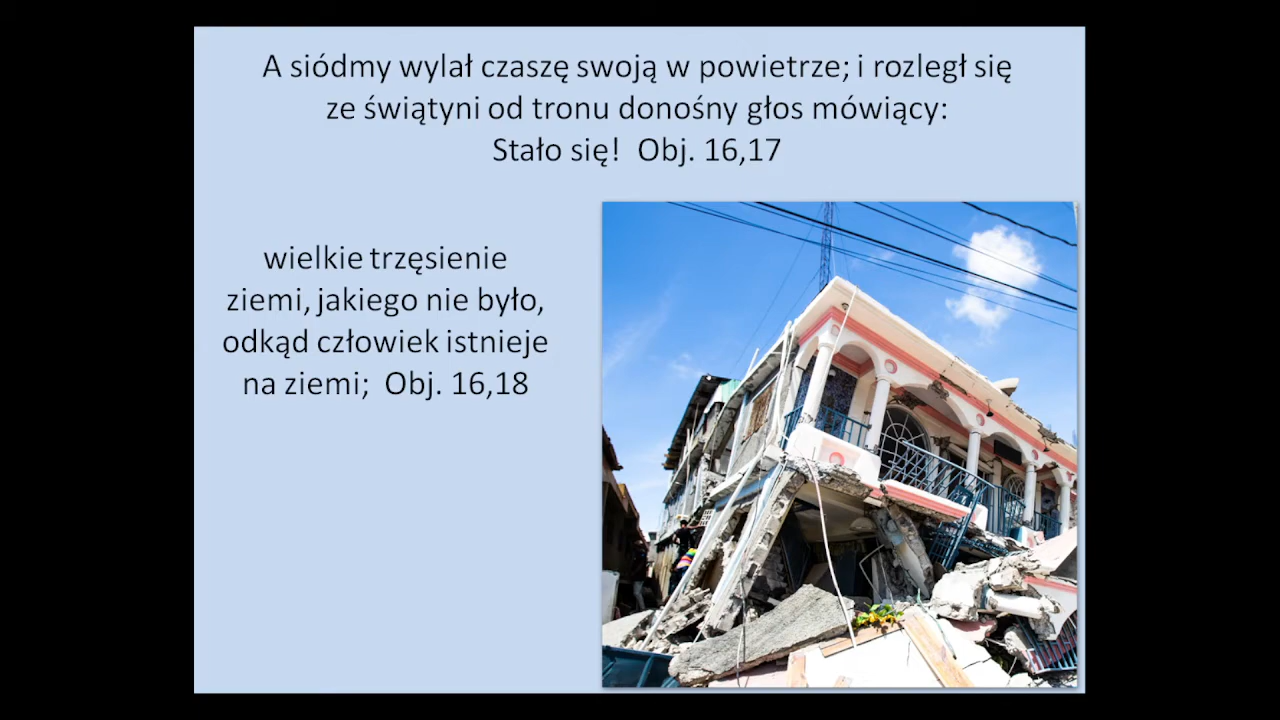 A siódmy wylał czaszę swoją w powietrze; i rozległ się
ze świątyni od tronu donośny głos mówiący:
Stało się!  Obj. 16,17
wielkie trzęsienie
ziemi, jakiego nie było,
odkąd człowiek istnieje
na ziemi;  Obj. 16,18